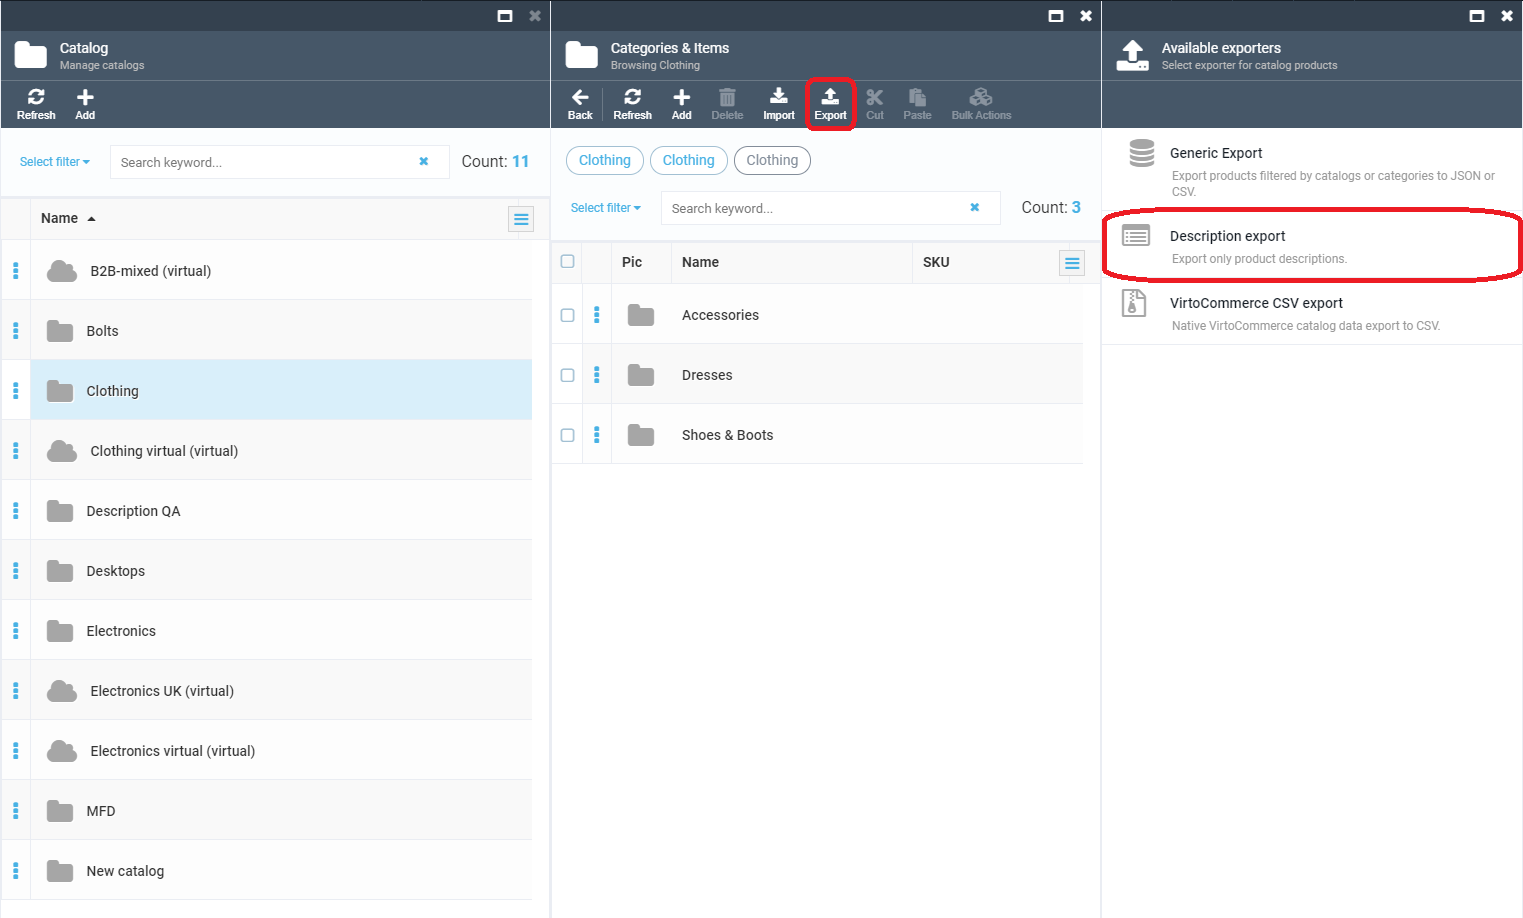 Catalog
Manage catalogs
Refresh
Add
Select filter
Search keyword...
Count: 11
Name
B2B-mixed (virtual)
Bolts
Clothing
Clothing virtual (virtual)
Description QA
Desktops
Electronics
Electronics UK (virtual)
Electronics virtual (virtual)
MFD
New catalog
Categories & Items
Browsing Clothing
Back
Refresh
Add
Delete
Import
Export
Cut
Paste
Bulk Actions
Clothing
Clothing
Clothing
Select filter
Search keyword...
Count: 3
Pic
Name
SKU
Accessories
Dresses
Shoes & Boots
Available exporters
Select exporter for catalog products
Generic Export
Export products filtered by catalogs or categories to JSON or
CSV.
Description export
Export only product descriptions.
VirtoCommerce CSV export
Native VirtoCommerce catalog data export to CSV.